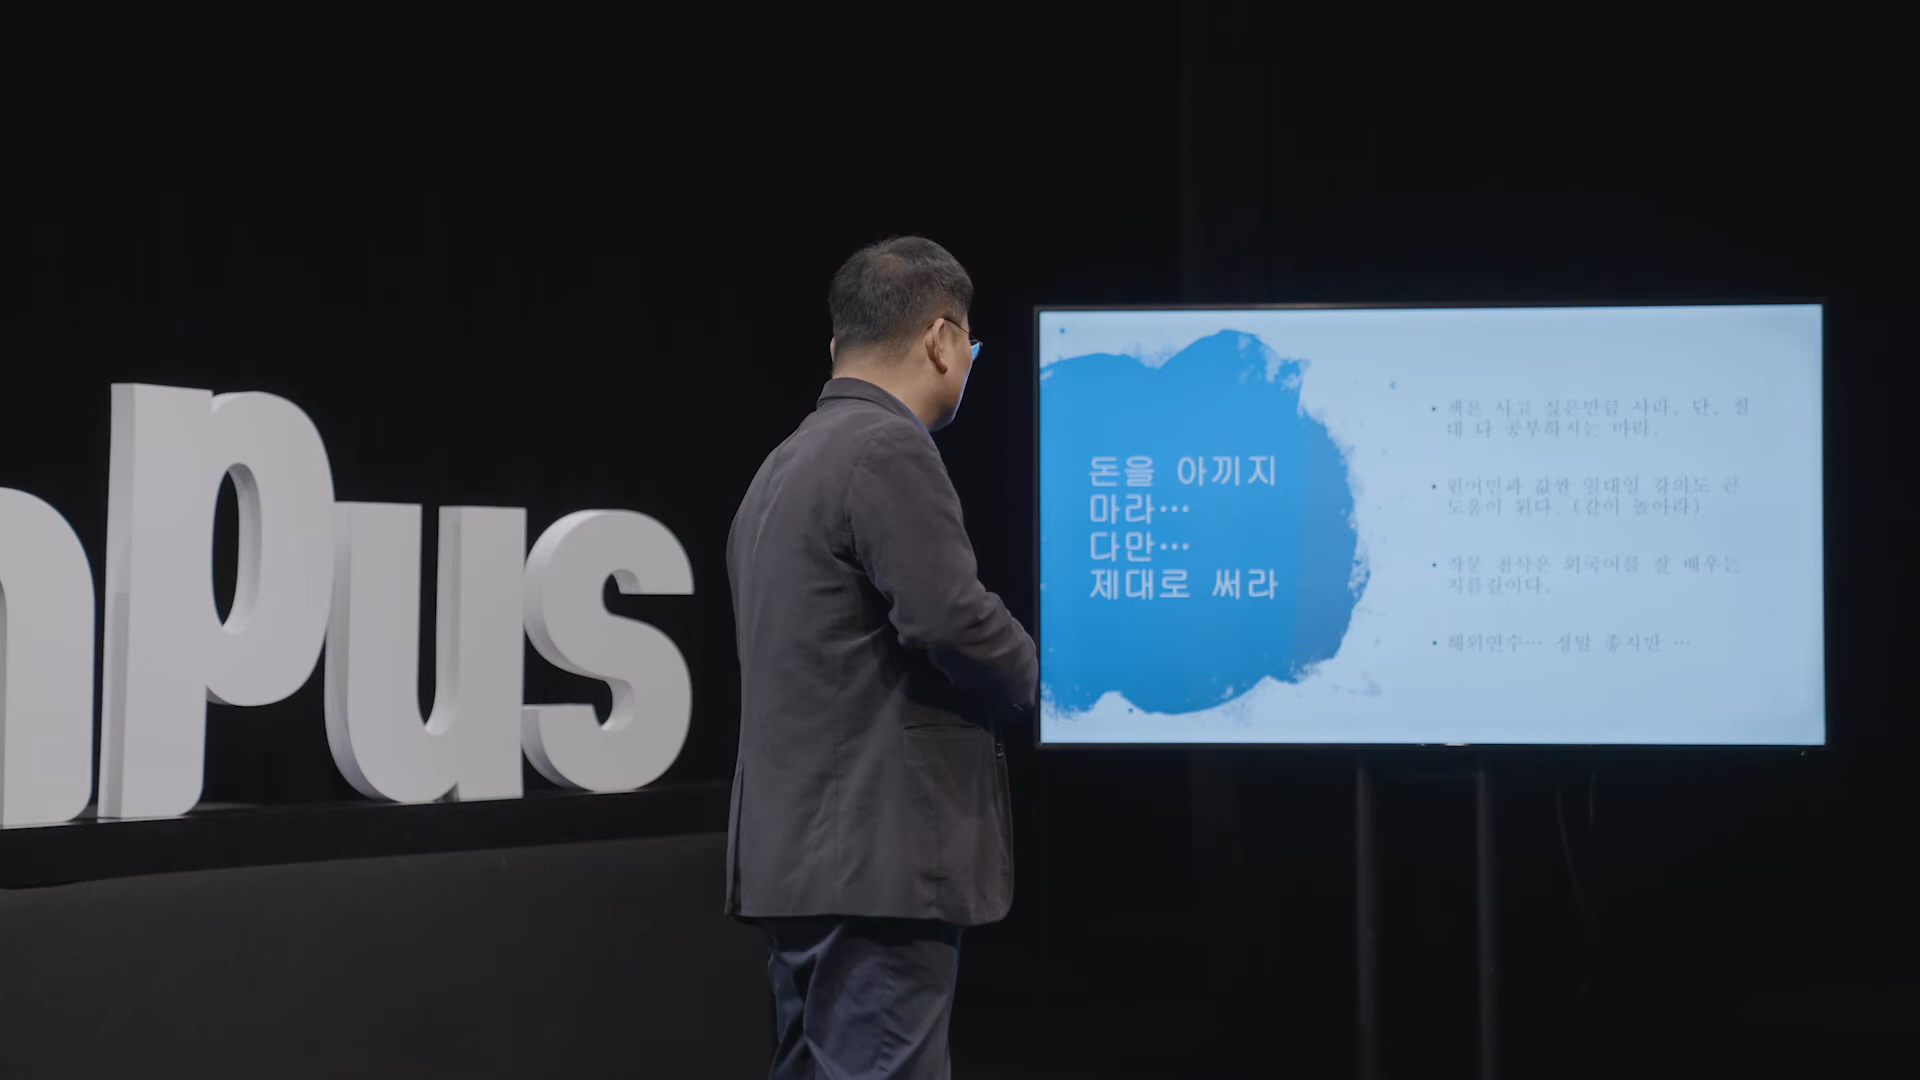 mpus
돈을 아끼지
마라…
다만…
제대로 써라
• 책은 사고 싶은만큼 사라. 단. 절
대 다 공부하지는 마라.
• 원어민과 값싼 일대일 강의도 큰
도움이 된다. (같이 놀아라)
• 작문 첨삭은 외국어를 잘 배우는
지름길이다.
• 해외연수… 정말 좋지만 …